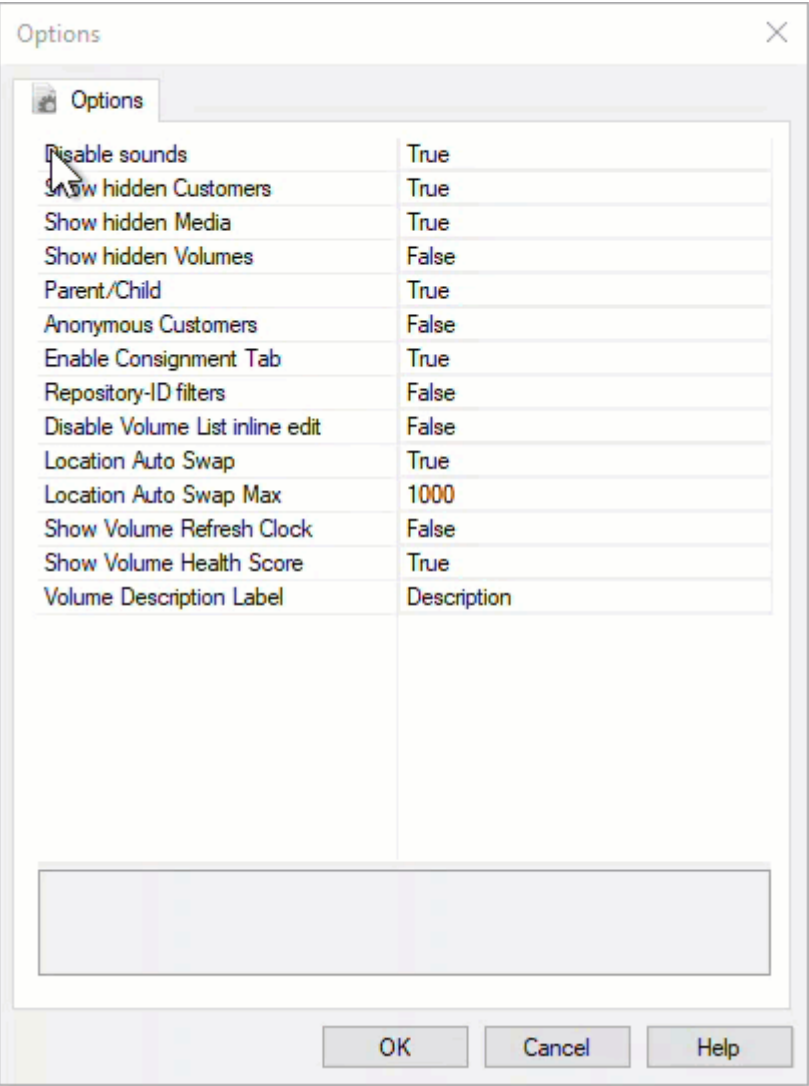 Options
Options
Disable sounds True
Show hidden Customers True
Show hidden Media True
Show hidden Volumes False
Parent/Child True
Anonymous Customers False
Enable Consignment Tab True
Repository-ID filters False
Disable Volume List inline edit False
Location Auto Swap True
Location Auto Swap Max 1000
Show Volume Refresh Clock False
Show Volume Health Score True
Volume Description Label Description
OK Cancel Help